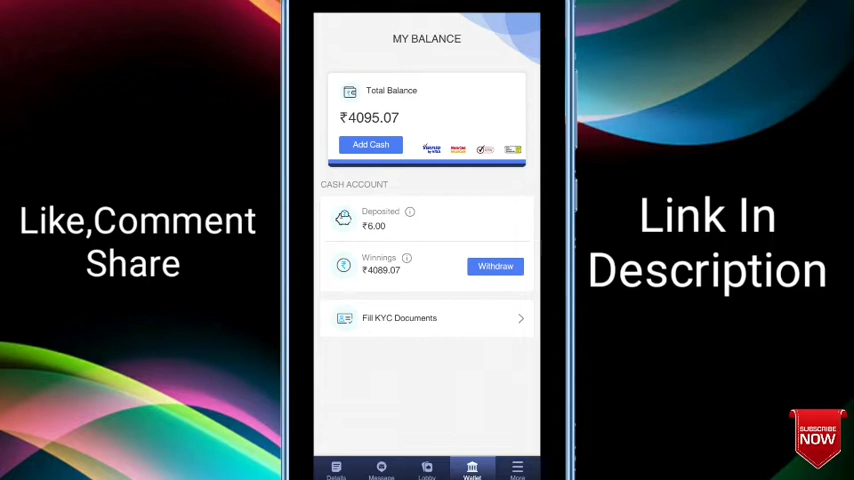 MY BALANCE
Total Balance
₹4095.07
Add Cash
CASH ACCOUNT
Deposited
₹6.00
Winnings
₹4089.07
Withdraw
Fill KYC Documents
Details
Message
Lobby
Wallet
More
Like,Comment
Share
Link In
Description
SUBSCRIBE
NOW